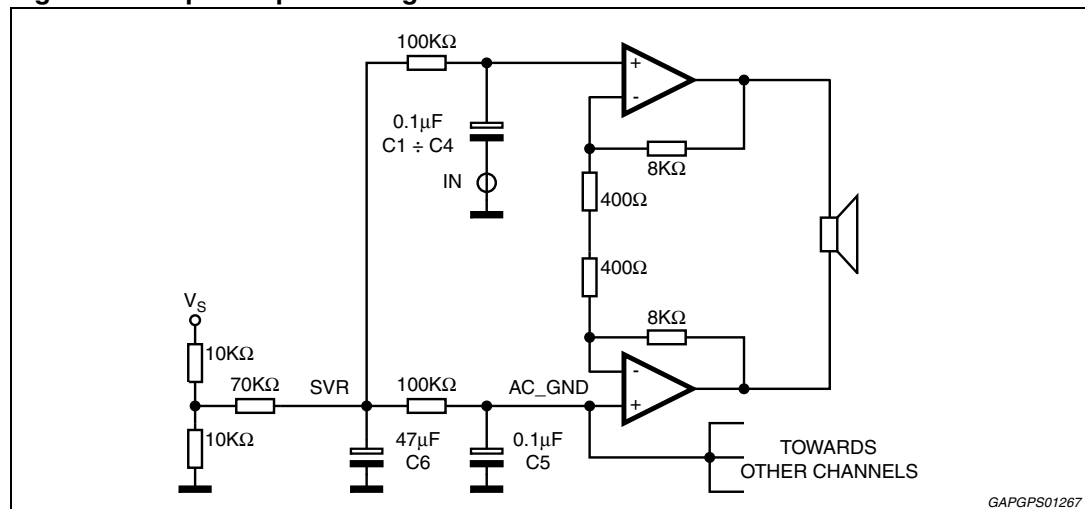 100KΩ
+
-
0.1μF
C1 ÷ C4
8KΩ
IN
400Ω
400Ω
VS
8KΩ
10KΩ
70KΩ
SVR
100KΩ
AC_GND
-
+
10KΩ
47μF
C6
0.1μF
C5
TOWARDS
OTHER CHANNELS
GAPGPS01267